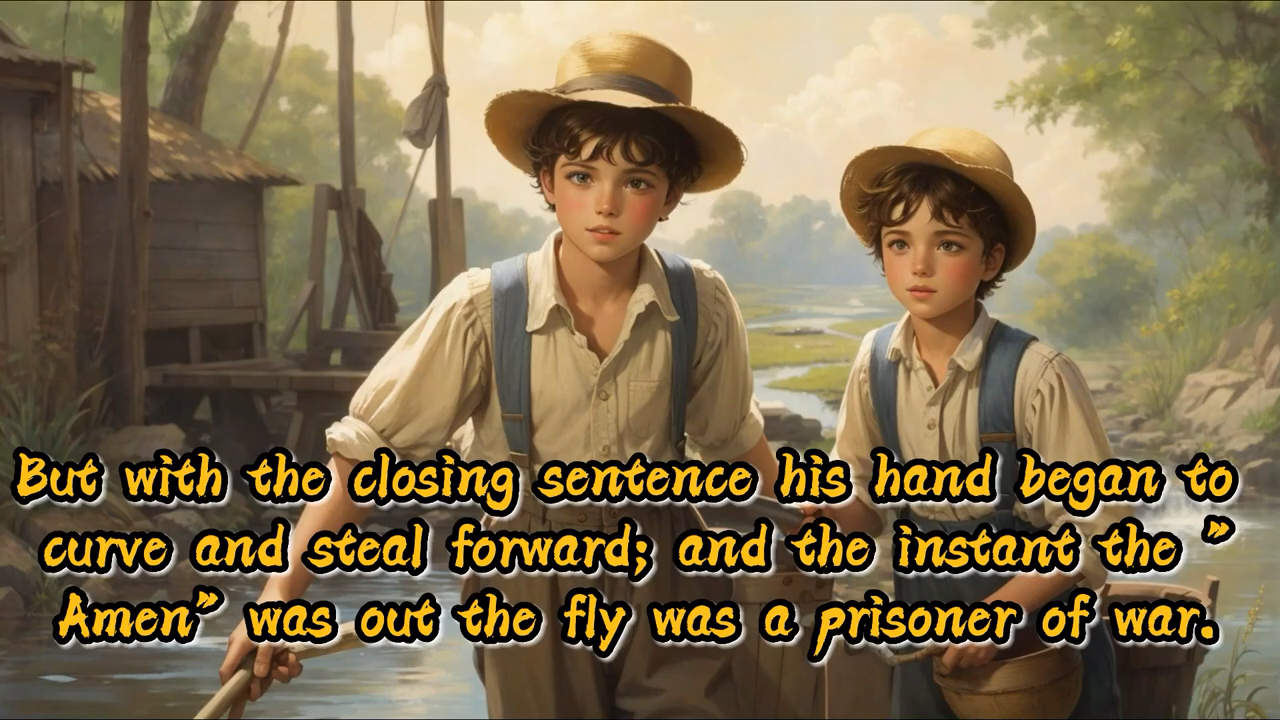 But with the closing sentence his hand began to
curve and steal forward; and the instant the ”
Amen” was out the fly was a prisoner of war.